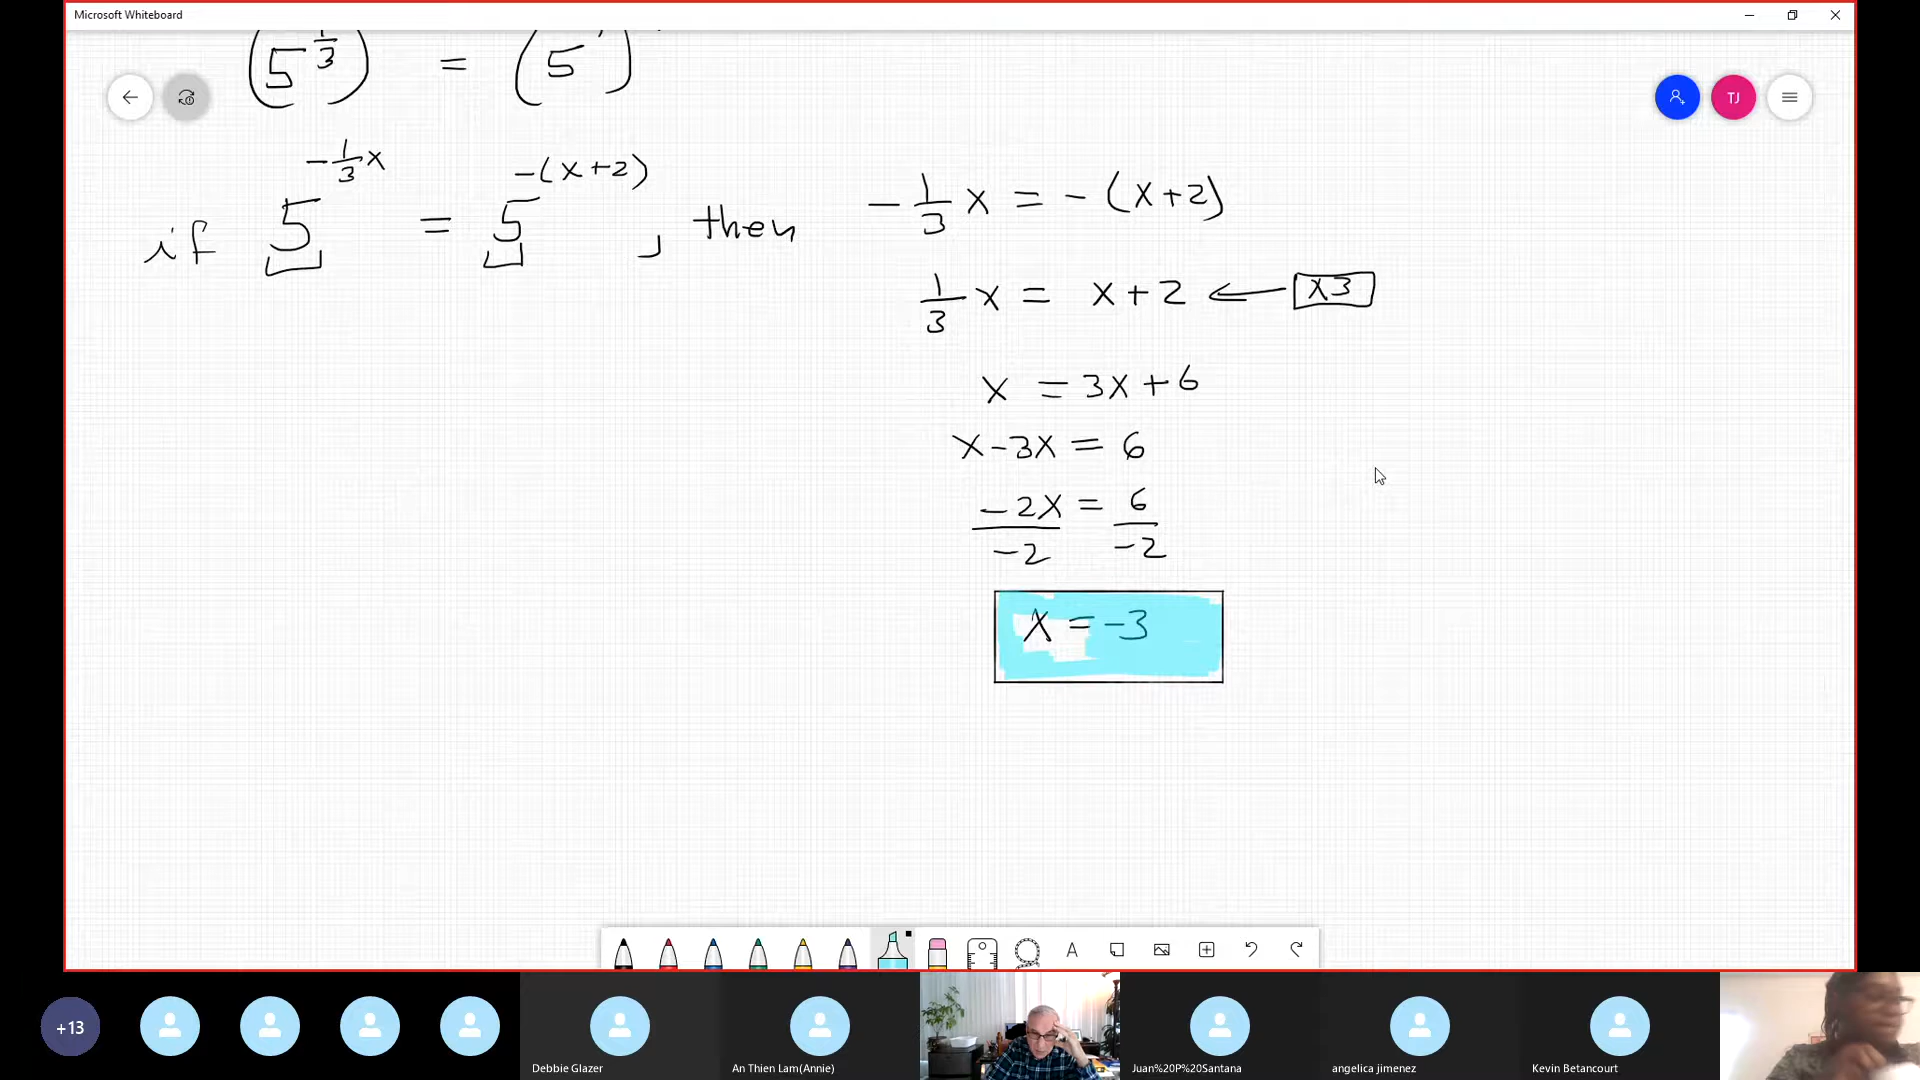 Microsoft Whiteboard
(5^{1/3}) = (5 )
TJ
if 5^{-1/3 x} = 5^{-(x+2)}, then
-1/3 x = -(x+2)
1/3 x = x+2 ← x3
x = 3x+6
x-3x = 6
-2x/-2 = 6/-2
x = -3
A
+13
Debbie Glazer
An Thien Lam(Annie)
Juan%20P%20Santana
angelica jimenez
Kevin Betancourt